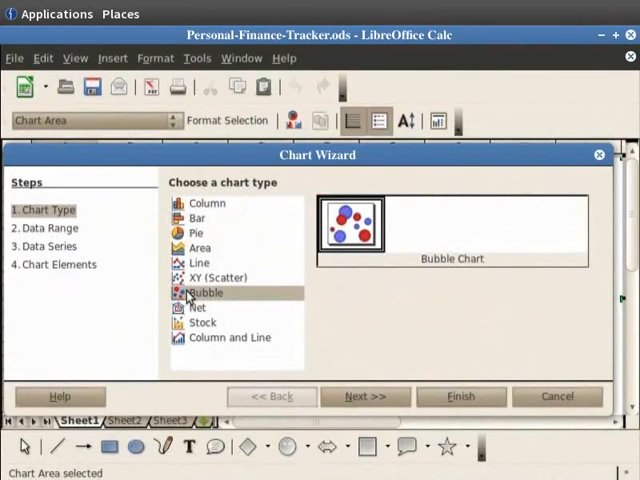 Applications Places
Personal-Finance-Tracker.ods - LibreOffice Calc
File Edit View Insert Format Tools Window Help
Chart Area Format Selection
Chart Wizard
Steps
1. Chart Type
2. Data Range
3. Data Series
4. Chart Elements
Choose a chart type
Column
Bar
Pie
Area
Line
XY (Scatter)
Bubble
Net
Stock
Column and Line
Bubble Chart
Help
<< Back
Next >>
Finish
Cancel
Sheet1 Sheet2 Sheet3
Chart Area selected